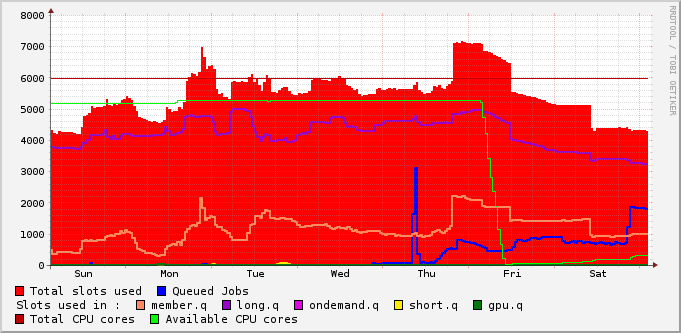 8000
7000
6000
5000
4000
3000
2000
1000
0
Sun Mon Tue Wed Thu Fri Sat
RRDTOOL / TOBI OETIKER
Total slots used Queued Jobs
Slots used in : member.q long.q ondemand.q short.q gpu.q
Total CPU cores Available CPU cores